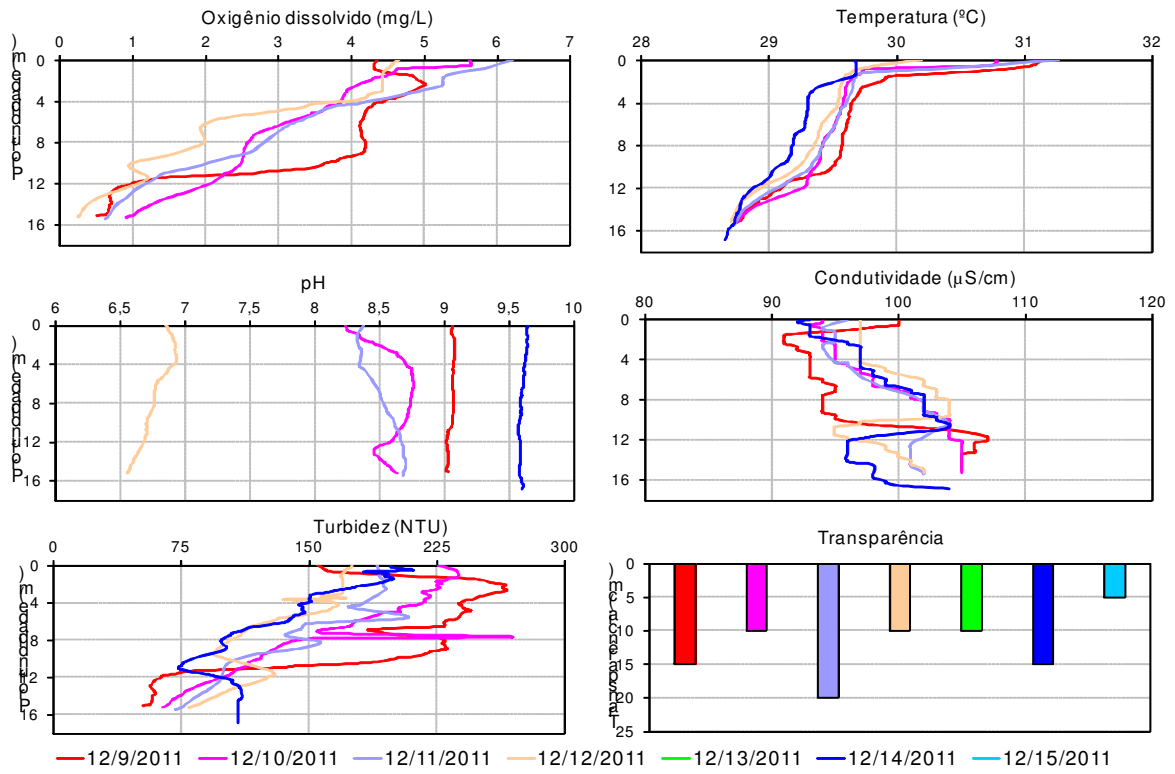 Oxigênio dissolvido (mg/L)
0 1 2 3 4 5 6 7
Profundidade (m)
0
4
8
12
16
Temperatura (ºC)
28 29 30 31 32
0
4
8
12
16
pH
6 6,5 7 7,5 8 8,5 9 9,5 10
Profundidade (m)
0
4
8
12
16
Condutividade (µS/cm)
80 90 100 110 120
0
4
8
12
16
Turbidez (NTU)
0 75 150 225 300
Profundidade (m)
0
4
8
12
16
Transparência
0
5
10
15
20
25
12/9/2011 12/10/2011 12/11/2011 12/12/2011 12/13/2011 12/14/2011 12/15/2011